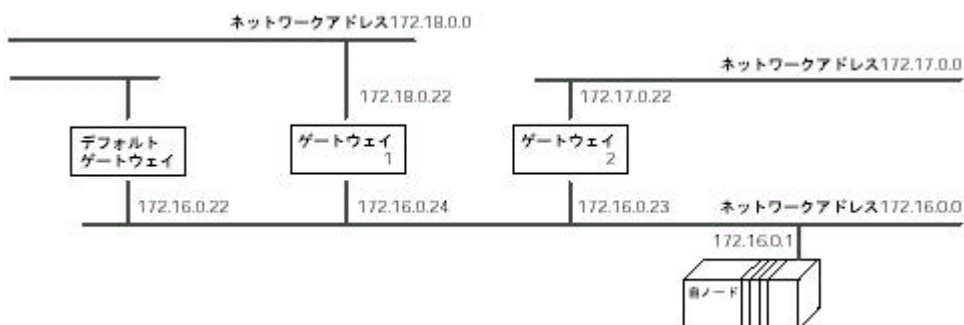 ネットワークアドレス172.18.0.0
ネットワークアドレス172.17.0.0
172.18.0.22
172.17.0.22
デフォルト
ゲートウェイ
ゲートウェイ
1
ゲートウェイ
2
172.16.0.22
172.16.0.24
172.16.0.23
ネットワークアドレス172.16.0.0
172.16.0.1
自ノード